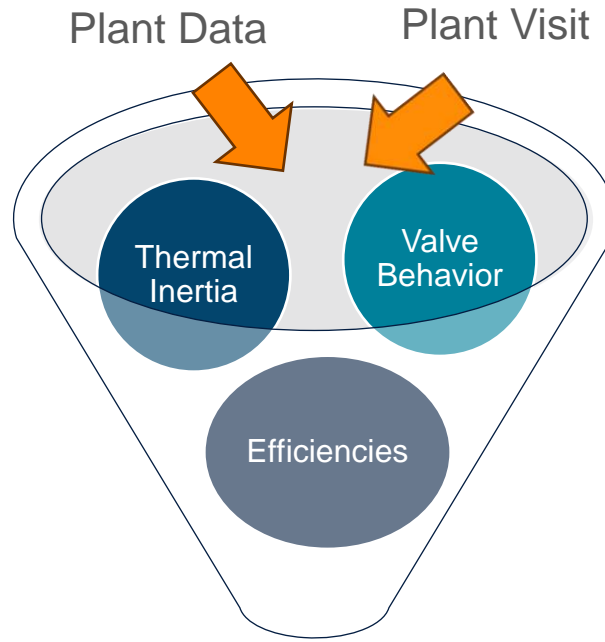 Plant Data
Plant Visit
Thermal
Inertia
Valve
Behavior
Efficiencies